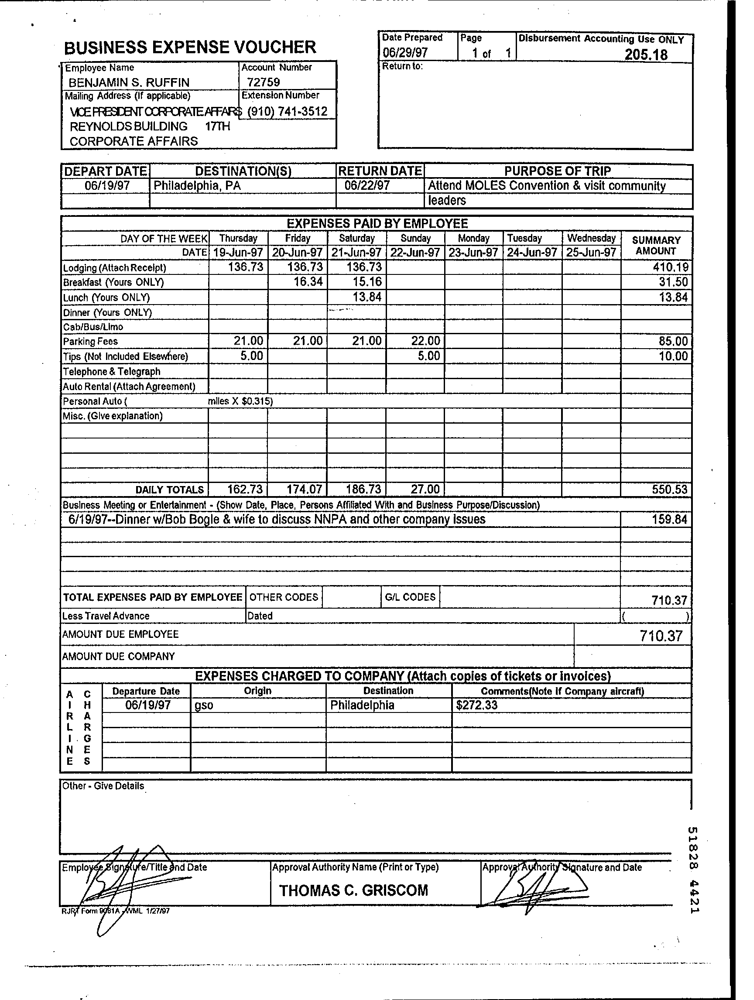 BUSINESS EXPENSE VOUCHER
Date Prepared Page Disbursement Accounting Use ONLY
06/29/97 1 of 1 205.18
Return to:
Employee Name Account Number
BENJAMIN S. RUFFIN 72759
Mailing Address (if applicable) Extension Number
VICE PRESIDENT CORPORATE AFFAIRS (910) 741-3512
REYNOLDS BUILDING 17TH
CORPORATE AFFAIRS
DEPART DATE DESTINATION(S) RETURN DATE PURPOSE OF TRIP
06/19/97 Philadelphia, PA 06/22/97 Attend MOLES Convention & visit community
leaders
EXPENSES PAID BY EMPLOYEE
DAY OF THE WEEK Thursday Friday Saturday Sunday Monday Tuesday Wednesday SUMMARY
DATE 19-Jun-97 20-Jun-97 21-Jun-97 22-Jun-97 23-Jun-97 24-Jun-97 25-Jun-97 AMOUNT
Lodging (Attach Receipt) 136.73 136.73 136.73 410.19
Breakfast (Yours ONLY) 16.34 15.16 31.50
Lunch (Yours ONLY) 13.84 13.84
Dinner (Yours ONLY)
Cab/Bus/Limo
Parking Fees 21.00 21.00 21.00 22.00 85.00
Tips (Not Included Elsewhere) 5.00 5.00 10.00
Telephone & Telegraph
Auto Rental (Attach Agreement)
Personal Auto ( miles X $0.315)
Misc. (Give explanation)
DAILY TOTALS 162.73 174.07 186.73 27.00 550.53
Business Meeting or Entertainment - (Show Date, Place, Persons Affiliated With and Business Purpose/Discussion)
6/19/97--Dinner w/Bob Bogle & wife to discuss NNPA and other company issues 159.84
TOTAL EXPENSES PAID BY EMPLOYEE OTHER CODES G/L CODES 710.37
Less Travel Advance Dated ( )
AMOUNT DUE EMPLOYEE 710.37
AMOUNT DUE COMPANY
EXPENSES CHARGED TO COMPANY (Attach copies of tickets or invoices)
AIRLINE CHARGES Departure Date Origin Destination Comments(Note If Company aircraft)
06/19/97 gso Philadelphia $272.33
Other - Give Details
Employee Signature/Title and Date Approval Authority Name (Print or Type) Approval Authority Signature and Date
THOMAS C. GRISCOM
RJRT Form 9081A -WML 1/27/97
51828 4421